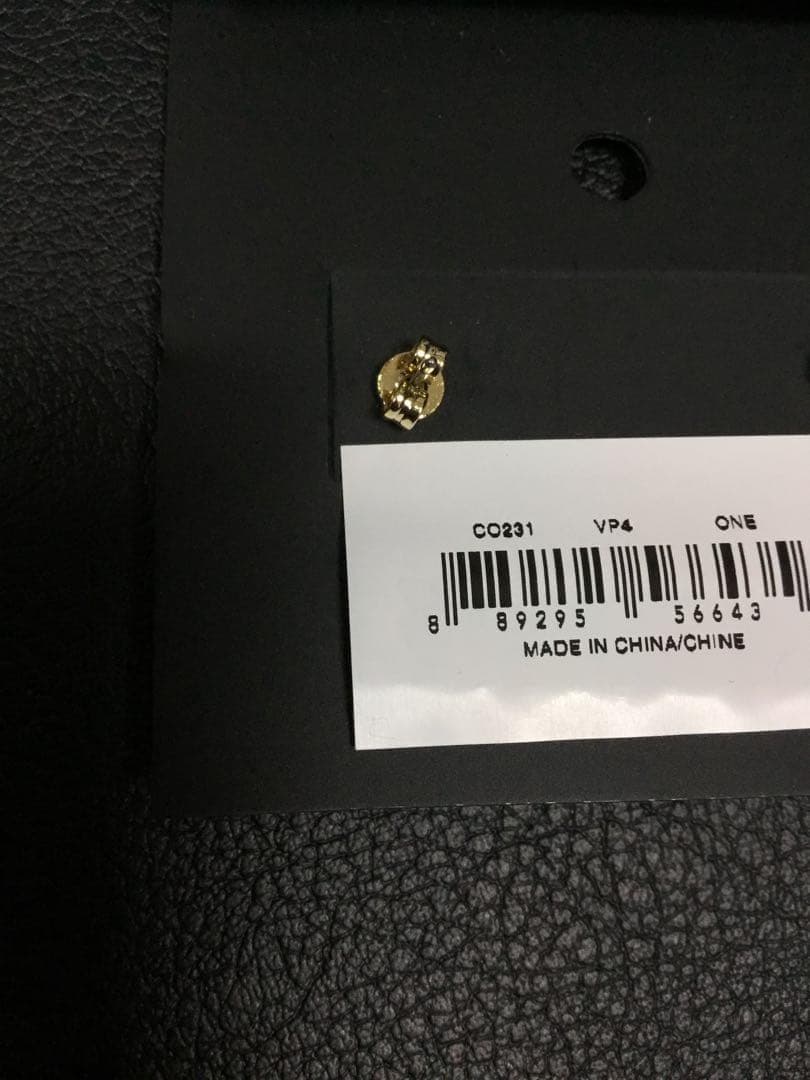 CO231 VP4 ONE
8 89295 56643
MADE IN CHINA/CHINE